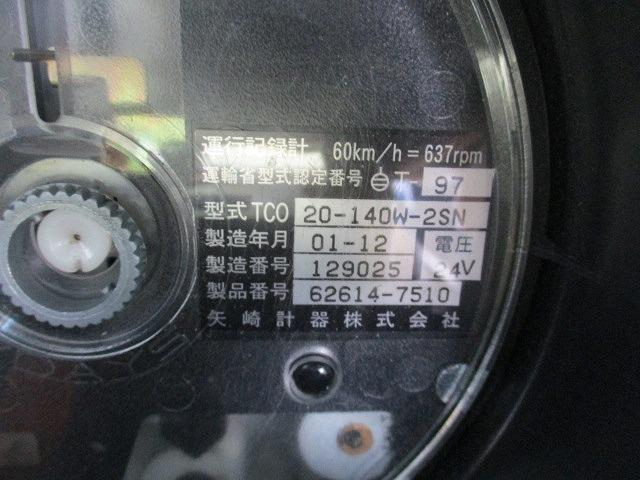 運行記録計 60km/h=637rpm
運輸省型式認定番号 自 T- 97
型式TCO 20-140W-2SN
製造年月 01-12 電圧
製造番号 129025 24V
製品番号 62614-7510
矢崎計器株式会社
DAYS